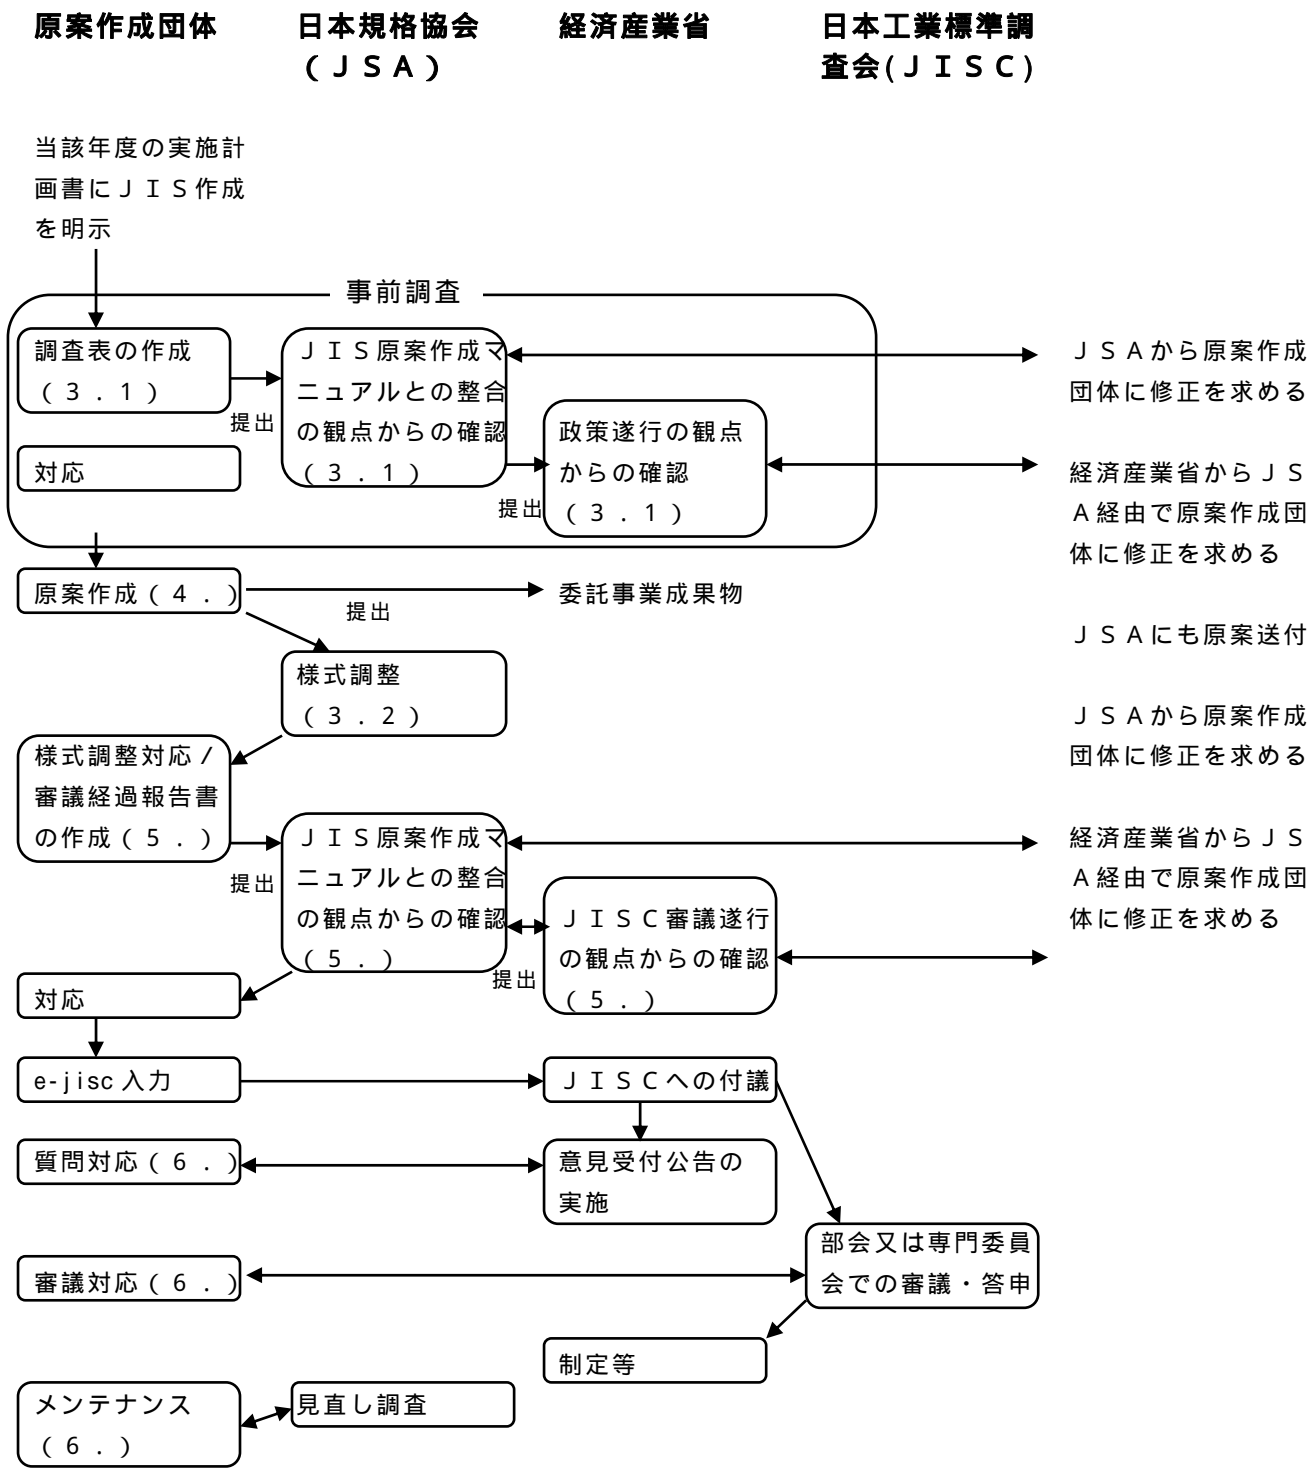 原案作成団体
日本規格協会
(ＪＳＡ)
経済産業省
日本工業標準調
査会(ＪＩＳＣ)
当該年度の実施計
画書にＪＩＳ作成
を明示
事前調査
調査表の作成
(３．１)
提出
ＪＩＳ原案作成マ
ニュアルとの整合
の観点からの確認
(３．１)
ＪＳＡから原案作成
団体に修正を求める
対応
提出
政策遂行の観点
からの確認
(３．１)
経済産業省からＪＳ
Ａ経由で原案作成団
体に修正を求める
原案作成(４．)
提出
委託事業成果物
ＪＳＡにも原案送付
様式調整
(３．２)
ＪＳＡから原案作成
団体に修正を求める
様式調整対応／
審議経過報告書
の作成(５．)
提出
ＪＩＳ原案作成マ
ニュアルとの整合
の観点からの確認
(５．)
提出
ＪＩＳＣ審議遂行
の観点からの確認
(５．)
経済産業省からＪＳ
Ａ経由で原案作成団
体に修正を求める
対応
e-jisc入力
ＪＩＳＣへの付議
質問対応(６．)
意見受付公告の
実施
審議対応(６．)
部会又は専門委員
会での審議・答申
制定等
メンテナンス
(６．)
見直し調査